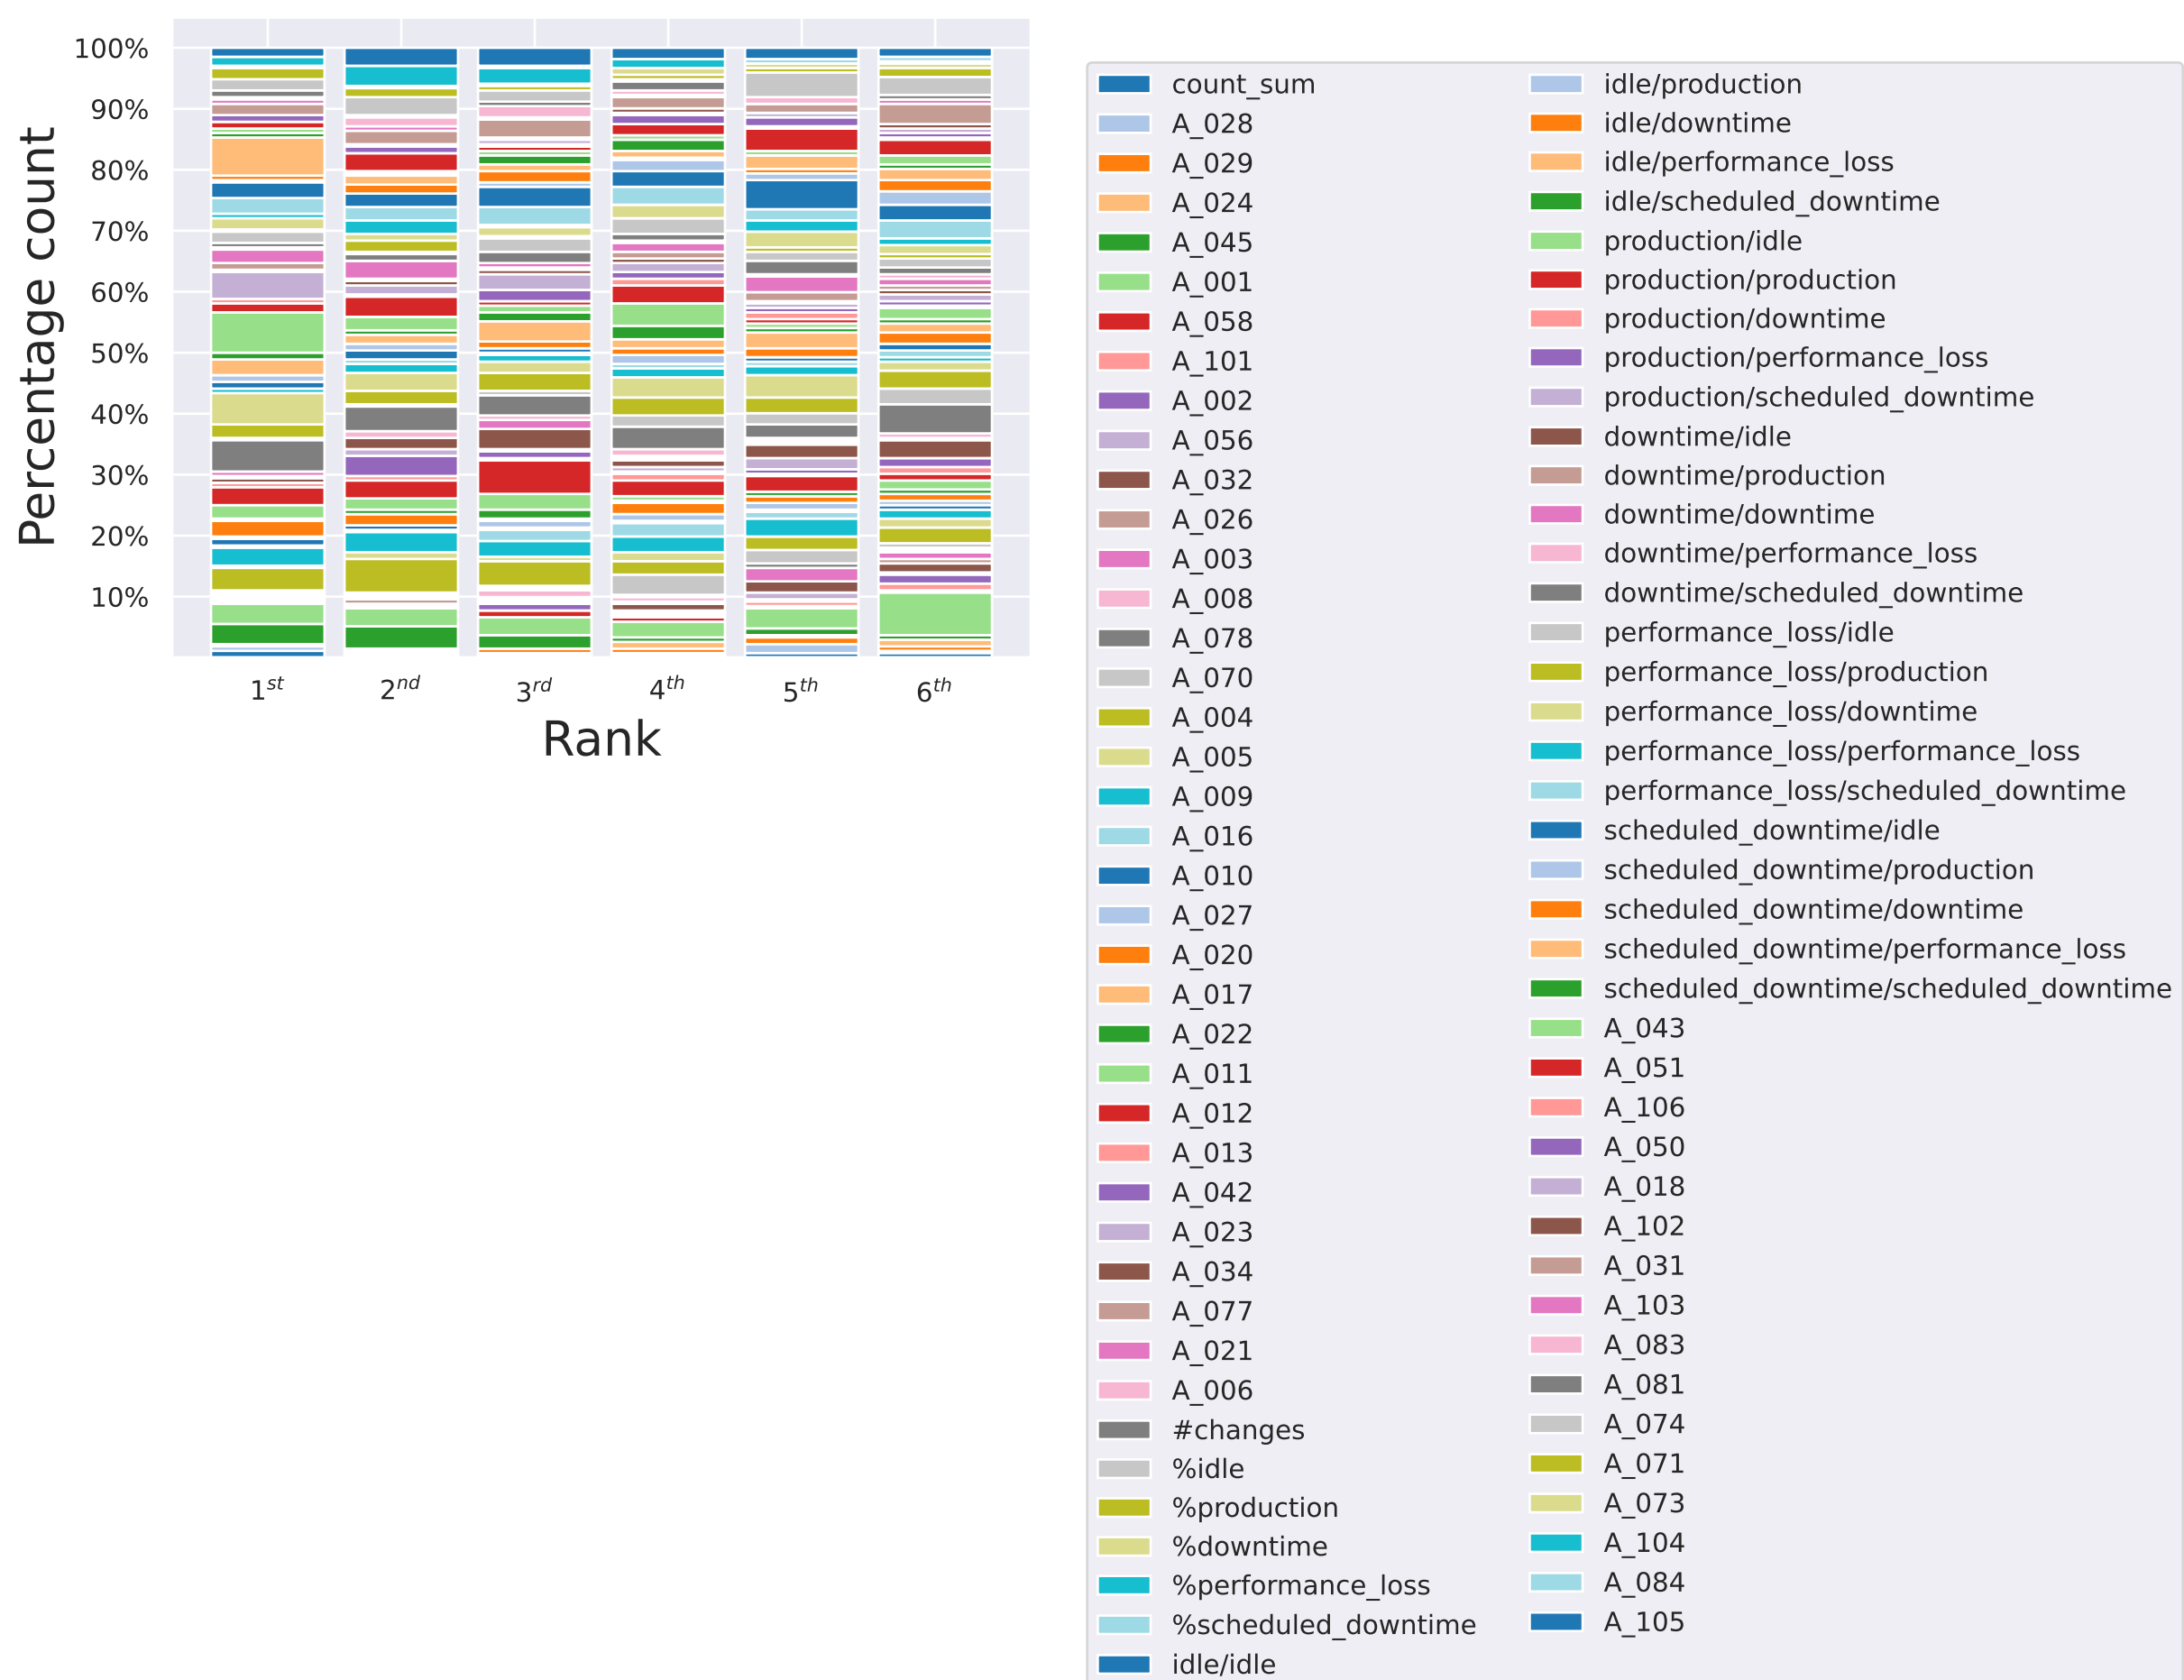 100%
90%
80%
70%
60%
50%
40%
30%
20%
10%
Percentage count
1st
2nd
3rd
4th
5th
6th
Rank
count_sum
A_028
A_029
A_024
A_045
A_001
A_058
A_101
A_002
A_056
A_032
A_026
A_003
A_008
A_078
A_070
A_004
A_005
A_009
A_016
A_010
A_027
A_020
A_017
A_022
A_011
A_012
A_013
A_042
A_023
A_034
A_077
A_021
A_006
#changes
%idle
%production
%downtime
%performance_loss
%scheduled_downtime
idle/idle
idle/production
idle/downtime
idle/performance_loss
idle/scheduled_downtime
production/idle
production/production
production/downtime
production/performance_loss
production/scheduled_downtime
downtime/idle
downtime/production
downtime/downtime
downtime/performance_loss
downtime/scheduled_downtime
performance_loss/idle
performance_loss/production
performance_loss/downtime
performance_loss/performance_loss
performance_loss/scheduled_downtime
scheduled_downtime/idle
scheduled_downtime/production
scheduled_downtime/downtime
scheduled_downtime/performance_loss
scheduled_downtime/scheduled_downtime
A_043
A_051
A_106
A_050
A_018
A_102
A_031
A_103
A_083
A_081
A_074
A_071
A_073
A_104
A_084
A_105